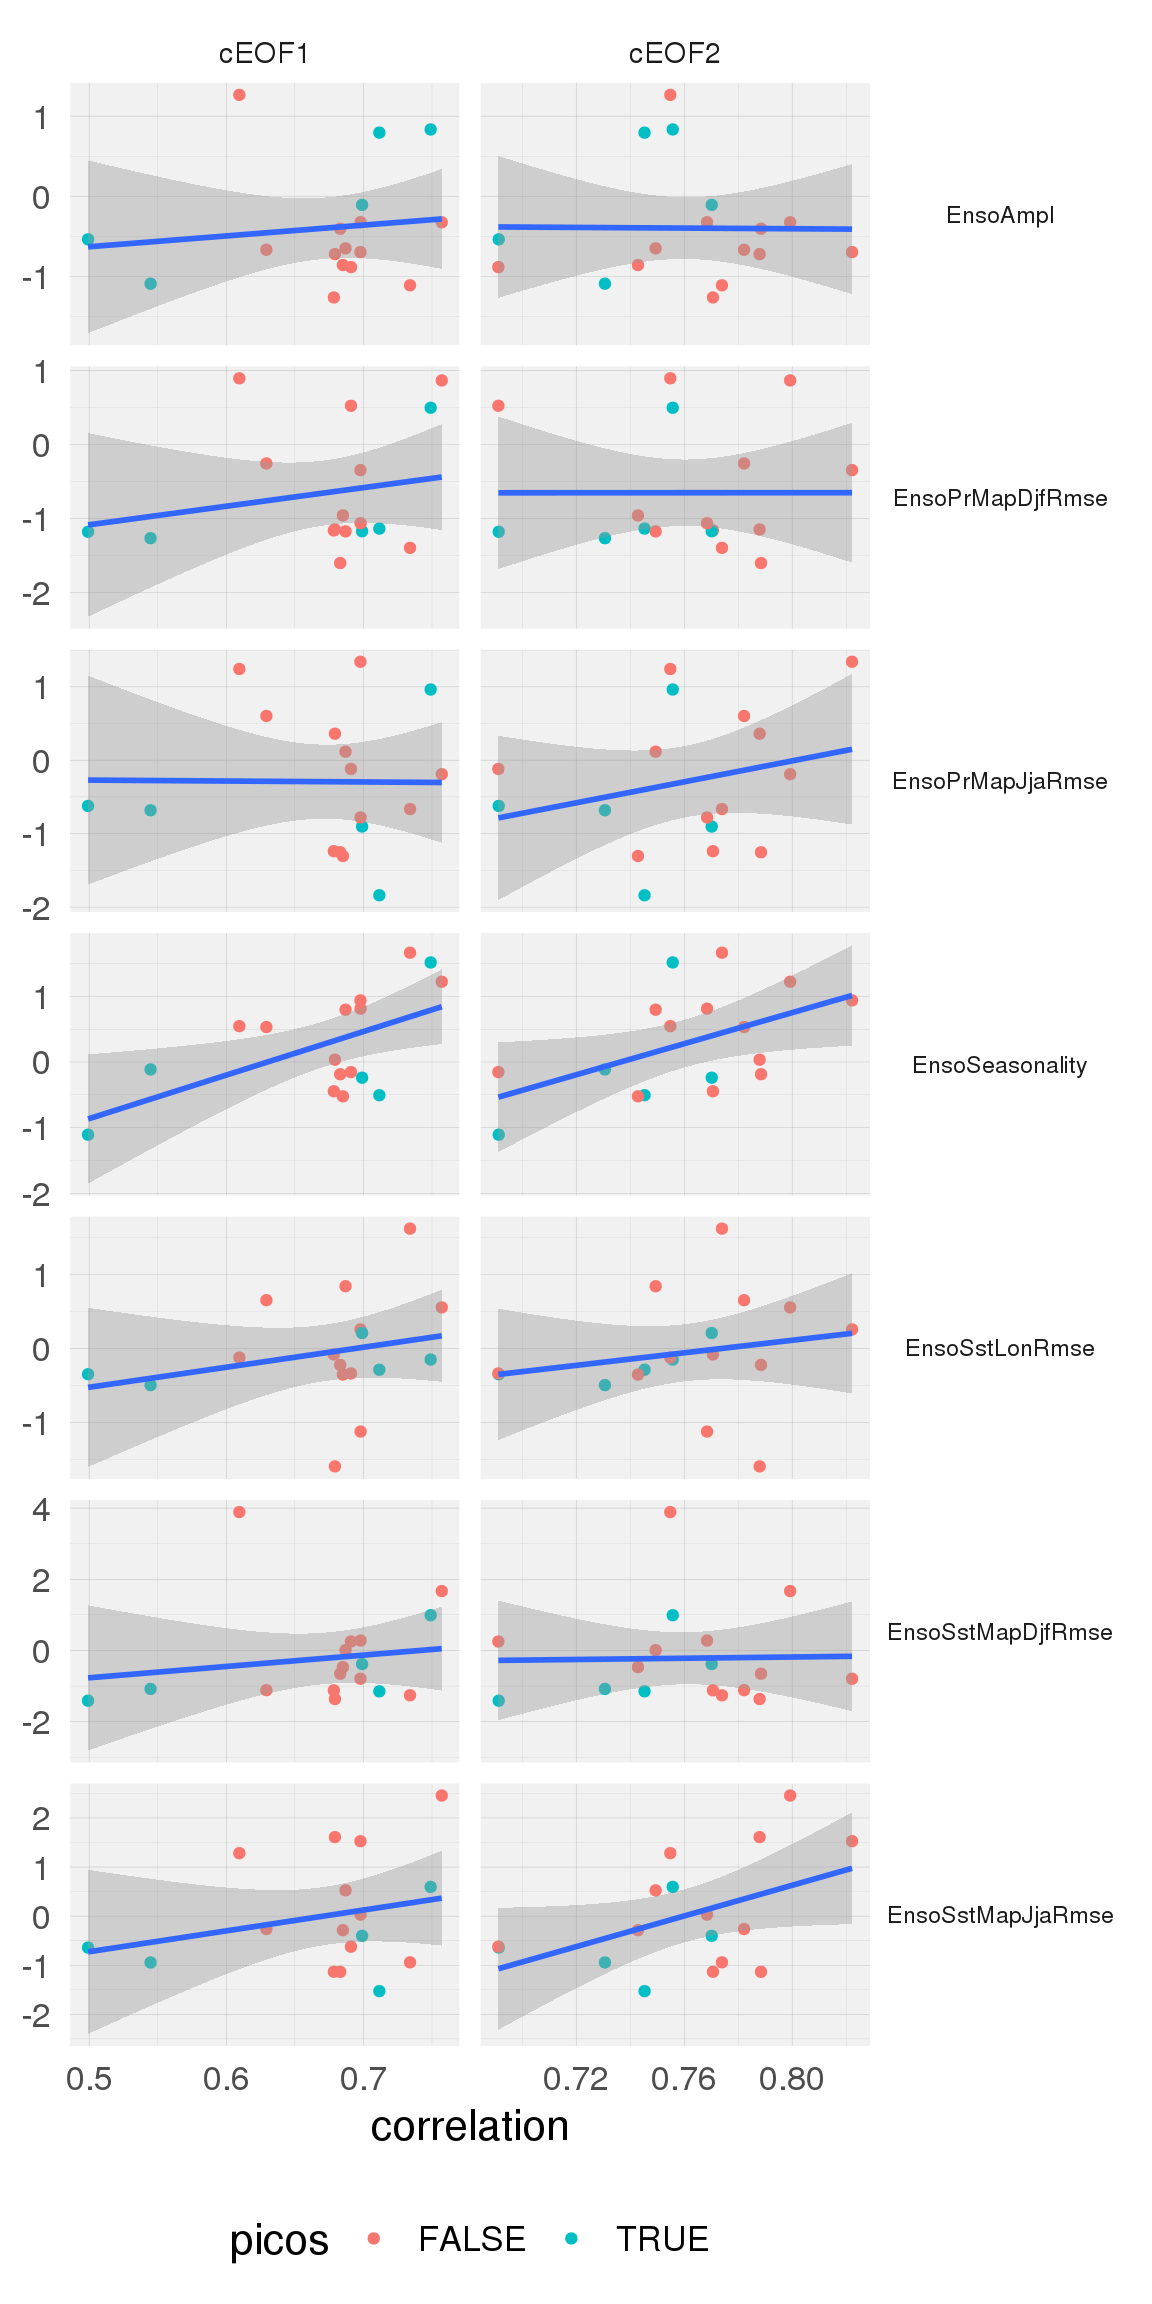 cEOF1 cEOF2
1
0
-1
EnsoAmpl
1
0
-1
-2
EnsoPrMapDjfRmse
1
0
-1
-2
EnsoPrMapJjaRmse
1
0
-1
-2
EnsoSeasonality
1
0
-1
EnsoSstLonRmse
4
2
0
-2
EnsoSstMapDjfRmse
2
1
0
-1
-2
EnsoSstMapJjaRmse
0.5 0.6 0.7 0.72 0.76 0.80
correlation
picos FALSE TRUE